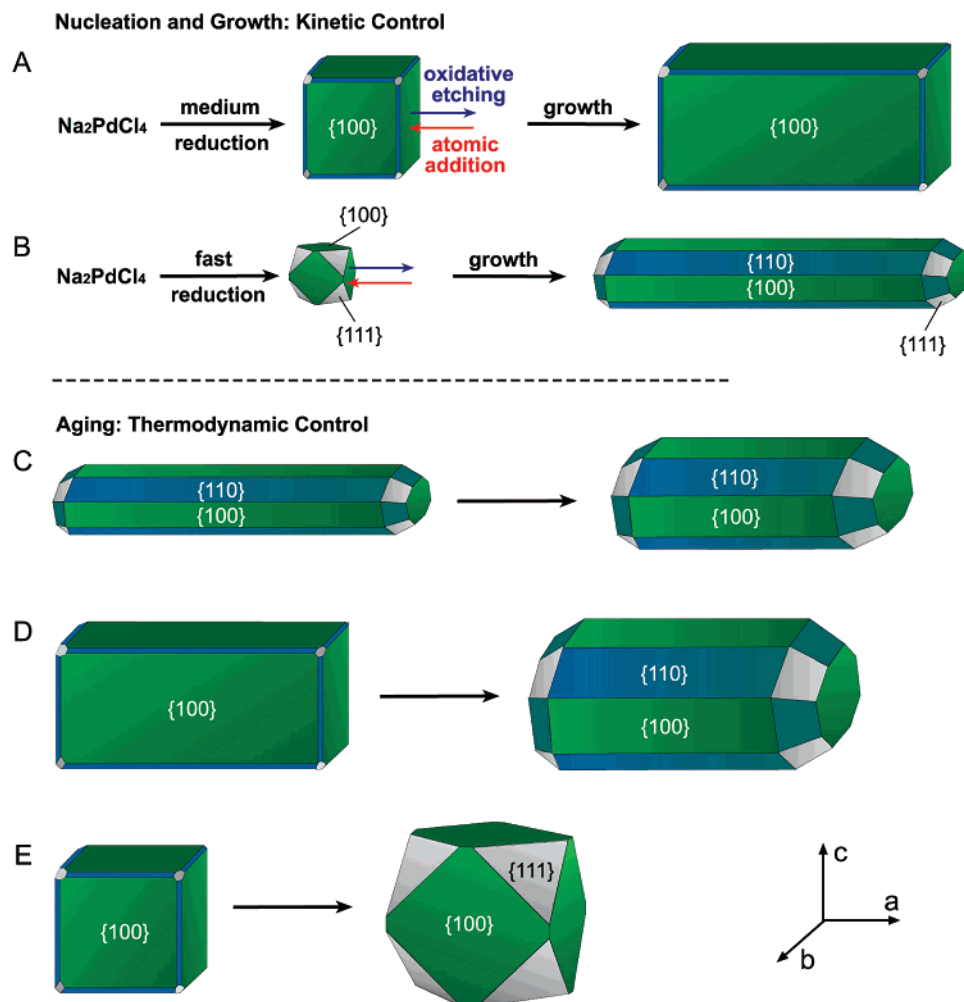 Nucleation and Growth: Kinetic Control
A
Na₂PdCl₄
medium
reduction
{100}
oxidative
etching
atomic
addition
growth
{100}
B
Na₂PdCl₄
fast
reduction
{100}
{111}
growth
{110}
{100}
{111}
Aging: Thermodynamic Control
C
{110}
{100}
{110}
{100}
D
{100}
{110}
{100}
E
{100}
{111}
{100}
c
a
b